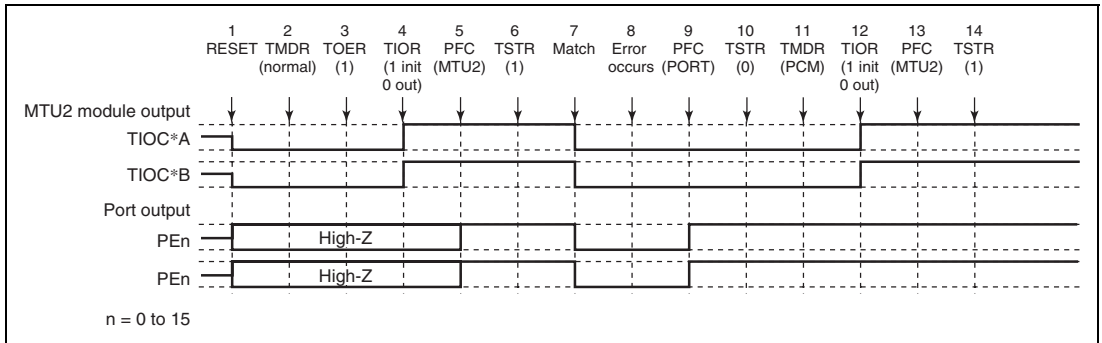 1 2 3 4 5 6 7 8 9 10 11 12 13 14
RESET TMDR TOER TIOR PFC TSTR Match Error PFC TSTR TMDR TIOR PFC TSTR
(normal) (1) (1 init (MTU2) (1) occurs (PORT) (0) (PCM) (1 init (MTU2) (1)
0 out) 0 out)
MTU2 module output
TIOC*A
TIOC*B
Port output
PEn High-Z
PEn High-Z
n = 0 to 15